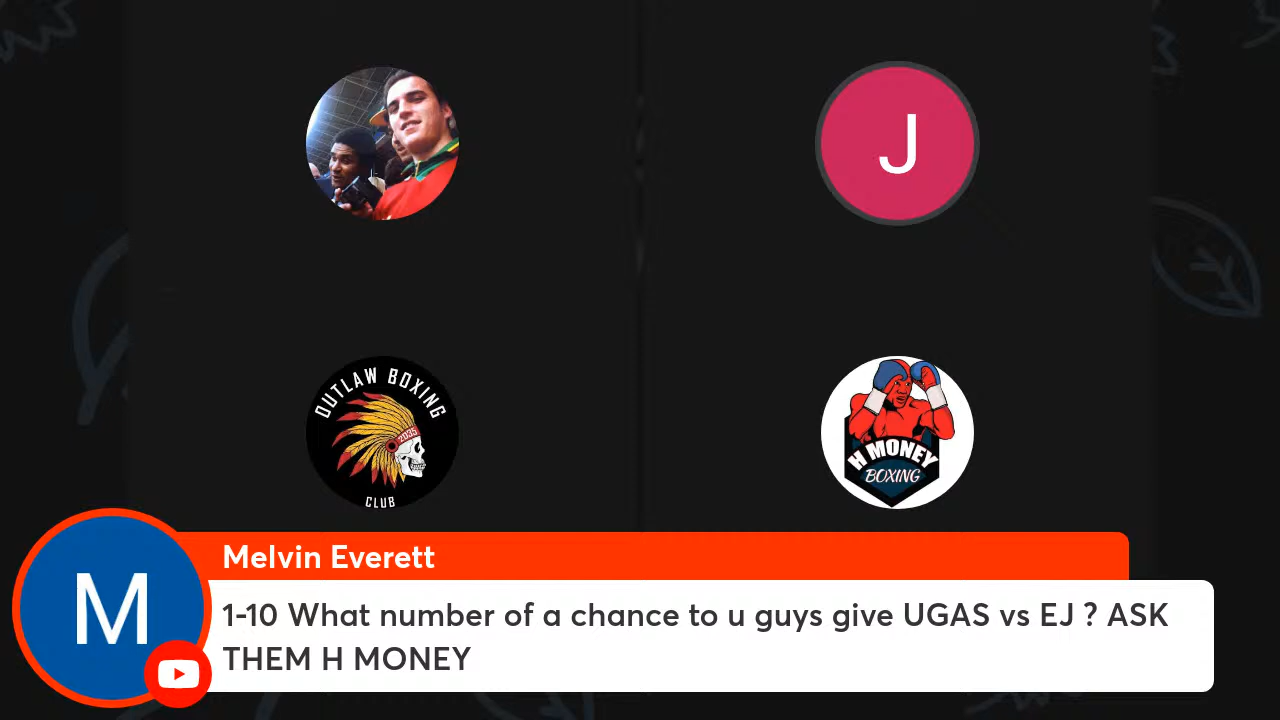 J
OUTLAW BOXING
2035
CLUB
H MONEY
BOXING
M
Melvin Everett
1-10 What number of a chance to u guys give UGAS vs EJ ? ASK
THEM H MONEY